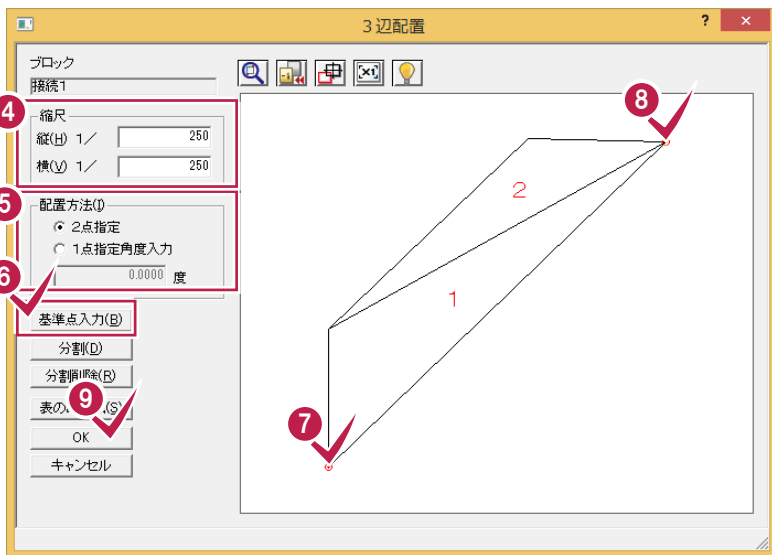 3辺配置
? ×
ブロック
接続1
4
縮尺
縦(H) 1/ 250
横(V) 1/ 250
5
配置方法(I)
2点指定
1点指定角度入力
0.0000 度
6
基準点入力(B)
分割(D)
分割削除(R)
表の
(S)
9
OK
キャンセル
-1
×1
8
2
1
7